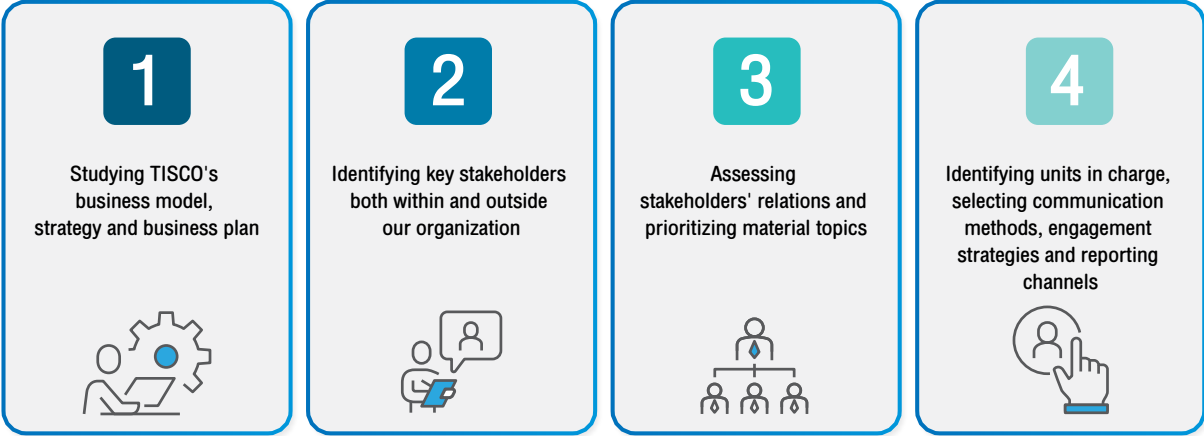 1
Studying TISCO's
business model,
strategy and business plan
2
Identifying key stakeholders
both within and outside
our organization
3
Assessing
stakeholders' relations and
prioritizing material topics
4
Identifying units in charge,
selecting communication
methods, engagement
strategies and reporting
channels